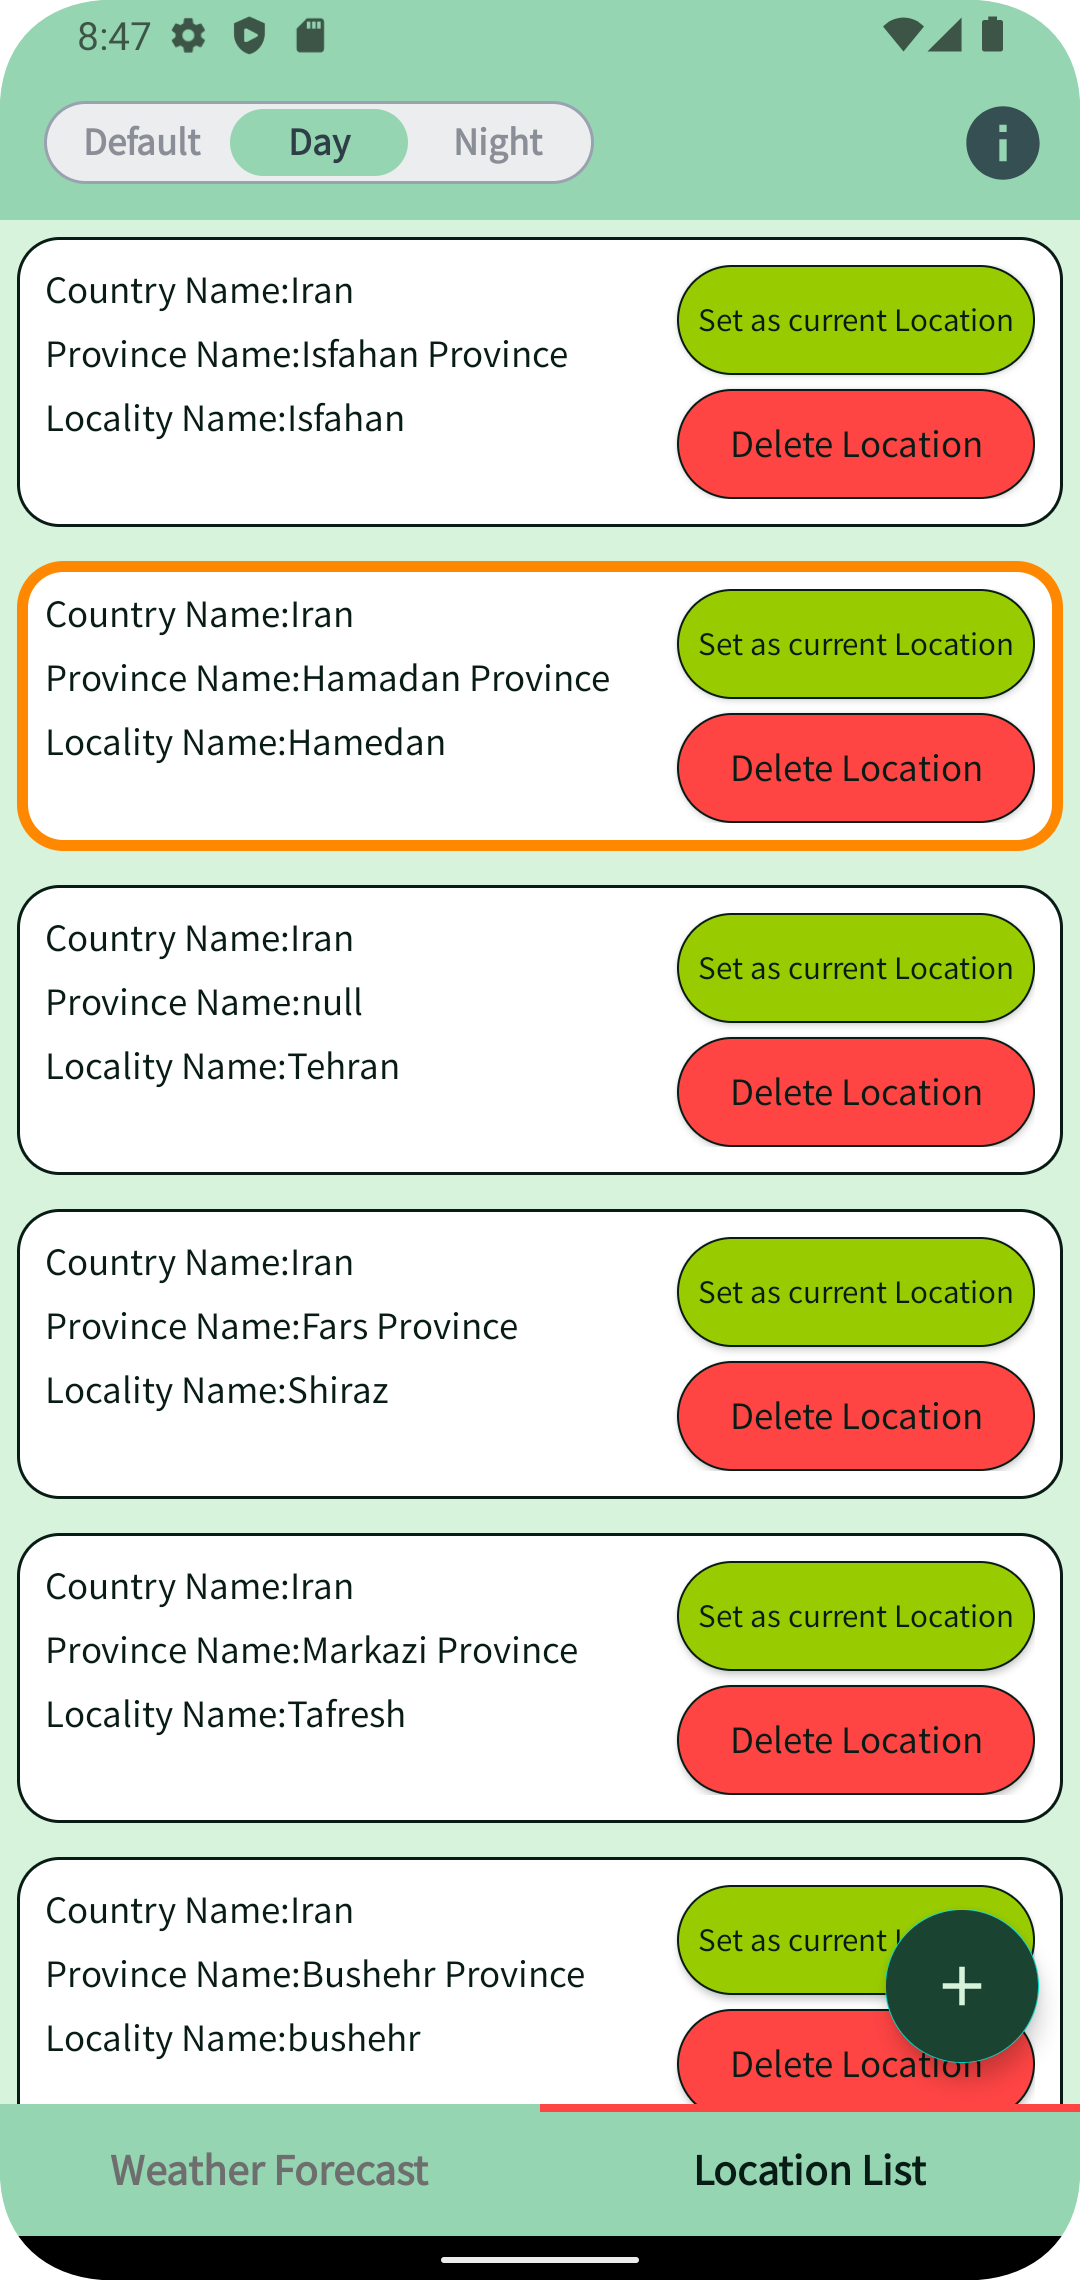 8:47
Default Day Night
Country Name:Iran
Province Name:Isfahan Province
Locality Name:Isfahan
Set as current Location
Delete Location
Country Name:Iran
Province Name:Hamadan Province
Locality Name:Hamedan
Set as current Location
Delete Location
Country Name:Iran
Province Name:null
Locality Name:Tehran
Set as current Location
Delete Location
Country Name:Iran
Province Name:Fars Province
Locality Name:Shiraz
Set as current Location
Delete Location
Country Name:Iran
Province Name:Markazi Province
Locality Name:Tafresh
Set as current Location
Delete Location
Country Name:Iran
Province Name:Bushehr Province
Locality Name:bushehr
Set as current
Delete Location
Weather Forecast Location List